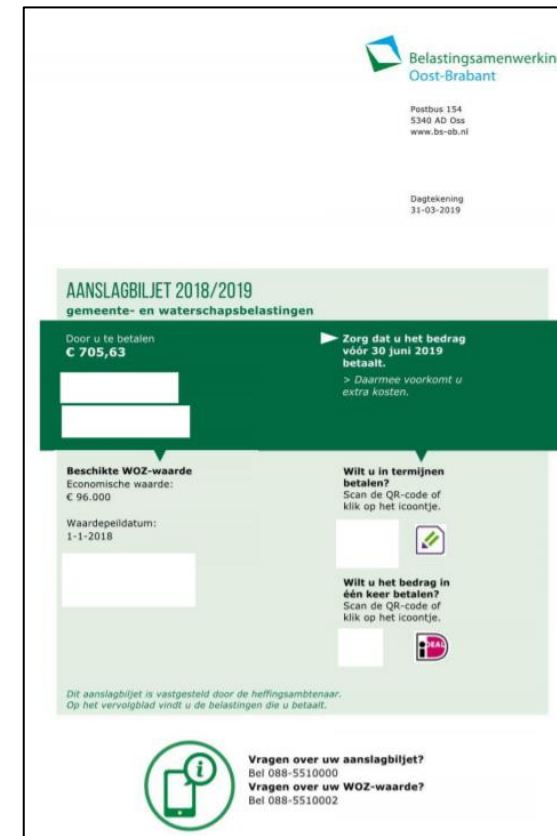 Belastingsamenwerkin
Oost-Brabant
Postbus 154
5340 AD Oss
www.bs-ob.nl
Dagtekening
31-03-2019
AANSLAGBILJET 2018/2019
gemeente- en waterschapsbelastingen
Door u te betalen
€ 705,63
Zorg dat u het bedrag
vóór 30 juni 2019
betaalt.
> Daarmee voorkomt u
extra kosten.
Beschikte WOZ-waarde
Economische waarde:
€ 96.000
Waardepeildatum:
1-1-2018
Wilt u in termijnen
betalen?
Scan de QR-code of
klik op het icoontje.
Wilt u het bedrag in
één keer betalen?
Scan de QR-code of
klik op het icoontje.
iDEAL
Dit aanslagbiljet is vastgesteld door de heffingsambtenaar.
Op het vervolgblad vindt u de belastingen die u betaalt.
Vragen over uw aanslagbiljet?
Bel 088-5510000
Vragen over uw WOZ-waarde?
Bel 088-5510002